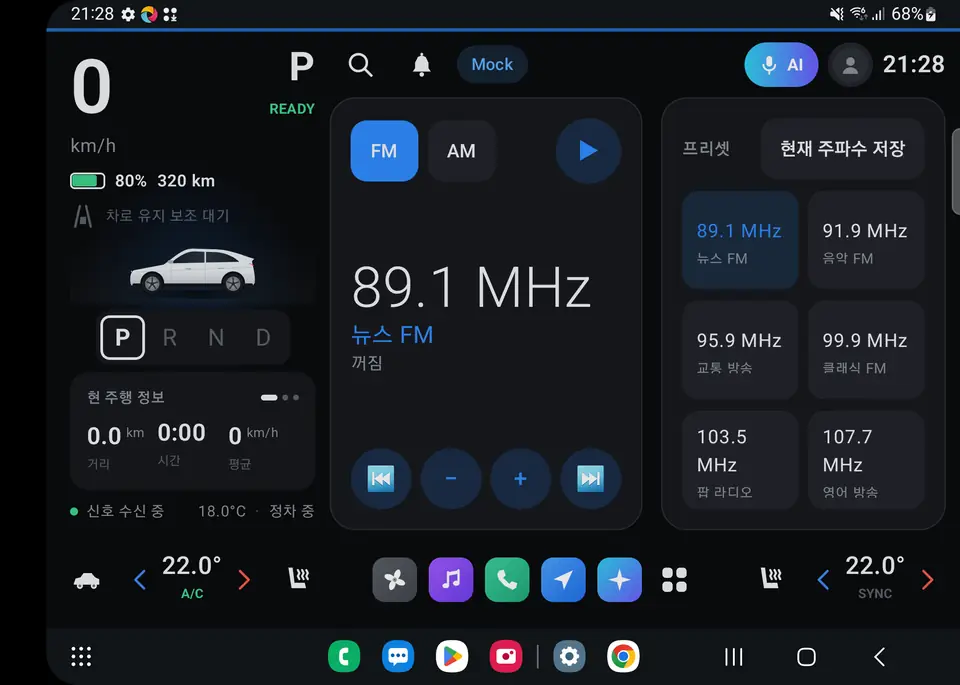 21:28
68%
0
P
READY
km/h
80% 320 km
차로 유지 보조 대기
P R N D
현 주행 정보
0.0 km 0:00 0 km/h
거리 시간 평균
신호 수신 중 18.0°C · 정차 중
Mock
AI
21:28
FM AM
89.1 MHz
뉴스 FM
꺼짐
− +
프리셋 현재 주파수 저장
89.1 MHz
뉴스 FM
91.9 MHz
음악 FM
95.9 MHz
교통 방송
99.9 MHz
클래식 FM
103.5
MHz
팝 라디오
107.7
MHz
영어 방송
22.0°
A/C
22.0°
SYNC